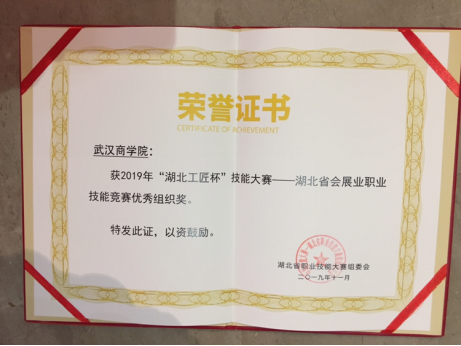 荣誉证书
CERTIFICATE OF ACHIEVEMENT
武汉商学院：
获2019年“湖北工匠杯”技能大赛——湖北省会展业职业
技能竞赛优秀组织奖。
特发此证，以资鼓励。
湖北省职业技能大赛组委会
二〇一九年十一月